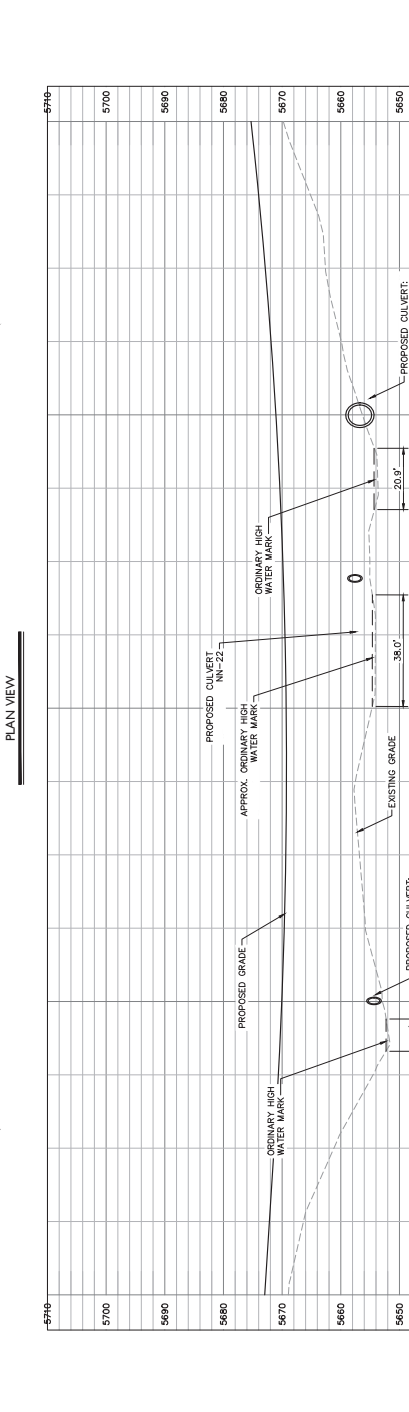 PLAN VIEW
5710
5700
5690
5680
5670
5660
5650
PROPOSED CULVERT:
20.9'
ORDINARY HIGH
WATER MARK
PROPOSED CULVERT
NN-22
APPROX. ORDINARY HIGH
WATER MARK
38.0'
EXISTING GRADE
PROPOSED GRADE
PROPOSED CULVERT:
ORDINARY HIGH
WATER MARK
5710
5700
5690
5680
5670
5660
5650